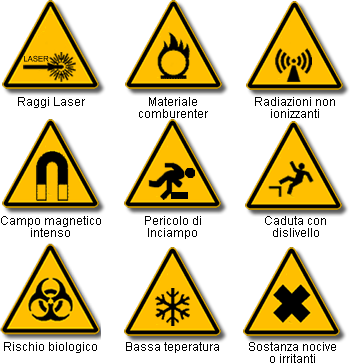 LASER
Raggi Laser
Materiale
comburenter
Radiazioni non
ionizzanti
Campo magnetico
intenso
Pericolo di
Inciampo
Caduta con
dislivello
Rischio biologico
Bassa teperatura
Sostanza nocive
o irritanti